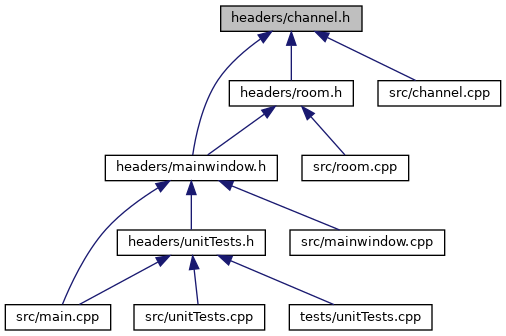 headers/channel.h
headers/room.h
src/channel.cpp
headers/mainwindow.h
src/room.cpp
headers/unitTests.h
src/mainwindow.cpp
src/main.cpp
src/unitTests.cpp
tests/unitTests.cpp